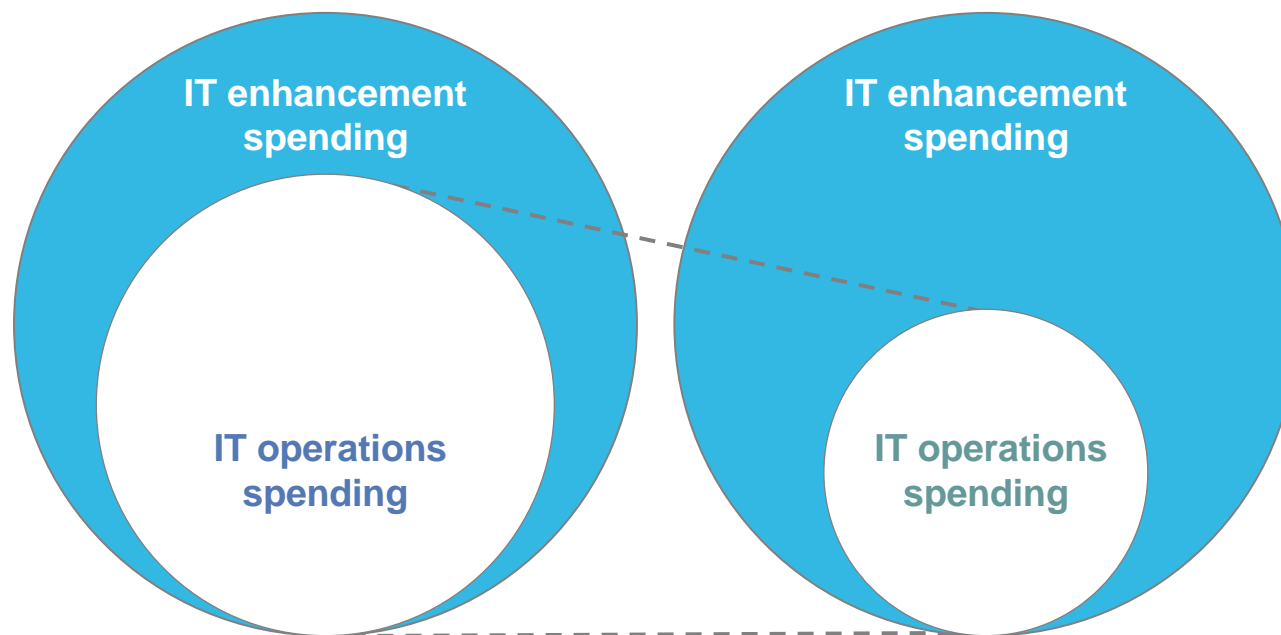 IT enhancement
spending
IT enhancement
spending
IT operations
spending
IT operations
spending